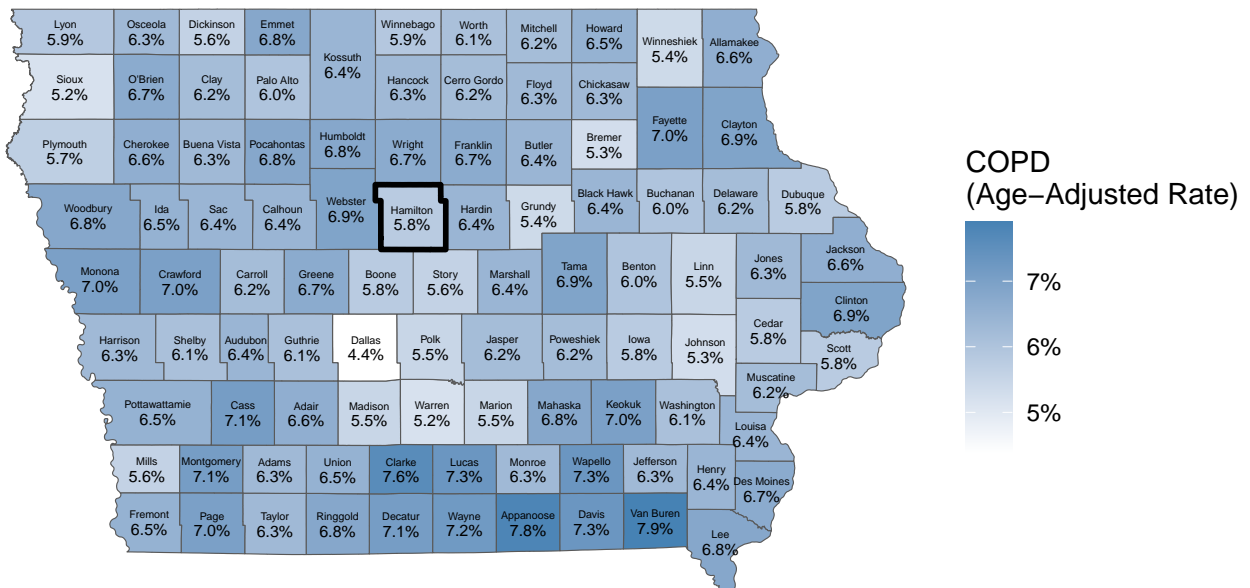 Lyon
5.9%
Osceola
6.3%
Dickinson
5.6%
Emmet
6.8%
Kossuth
6.4%
Winnebago
5.9%
Worth
6.1%
Mitchell
6.2%
Howard
6.5%
Winneshiek
5.4%
Allamakee
6.6%
Sioux
5.2%
O'Brien
6.7%
Clay
6.2%
Palo Alto
6.0%
Hancock
6.3%
Cerro Gordo
6.2%
Floyd
6.3%
Chickasaw
6.3%
Fayette
7.0%
Clayton
6.9%
Plymouth
5.7%
Cherokee
6.6%
Buena Vista
6.3%
Pocahontas
6.8%
Humboldt
6.8%
Wright
6.7%
Franklin
6.7%
Butler
6.4%
Bremer
5.3%
Woodbury
6.8%
Ida
6.5%
Sac
6.4%
Calhoun
6.4%
Webster
6.9%
Hamilton
5.8%
Hardin
6.4%
Grundy
5.4%
Black Hawk
6.4%
Buchanan
6.0%
Delaware
6.2%
Dubuque
5.8%
Monona
7.0%
Crawford
7.0%
Carroll
6.2%
Greene
6.7%
Boone
5.8%
Story
5.6%
Marshall
6.4%
Tama
6.9%
Benton
6.0%
Linn
5.5%
Jones
6.3%
Jackson
6.6%
Clinton
6.9%
Harrison
6.3%
Shelby
6.1%
Audubon
6.4%
Guthrie
6.1%
Dallas
4.4%
Polk
5.5%
Jasper
6.2%
Poweshiek
6.2%
Iowa
5.8%
Johnson
5.3%
Cedar
5.8%
Scott
5.8%
Muscatine
6.2%
Pottawattamie
6.5%
Cass
7.1%
Adair
6.6%
Madison
5.5%
Warren
5.2%
Marion
5.5%
Mahaska
6.8%
Keokuk
7.0%
Washington
6.1%
Louisa
6.4%
Mills
5.6%
Montgomery
7.1%
Adams
6.3%
Union
6.5%
Clarke
7.6%
Lucas
7.3%
Monroe
6.3%
Wapello
7.3%
Jefferson
6.3%
Henry
6.4%
Des Moines
6.7%
Fremont
6.5%
Page
7.0%
Taylor
6.3%
Ringgold
6.8%
Decatur
7.1%
Wayne
7.2%
Appanoose
7.8%
Davis
7.3%
Van Buren
7.9%
Lee
6.8%
COPD
(Age−Adjusted Rate)
7%
6%
5%